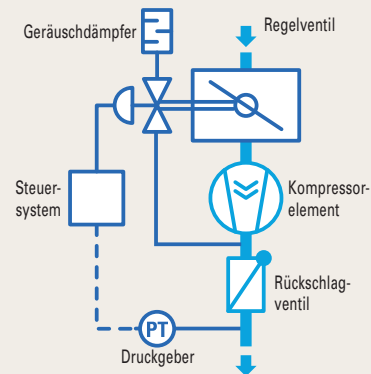 Geräuschdämpfer
Regelventil
Steuer-
system
Kompressor-
element
Rückschlag-
ventil
PT
Druckgeber